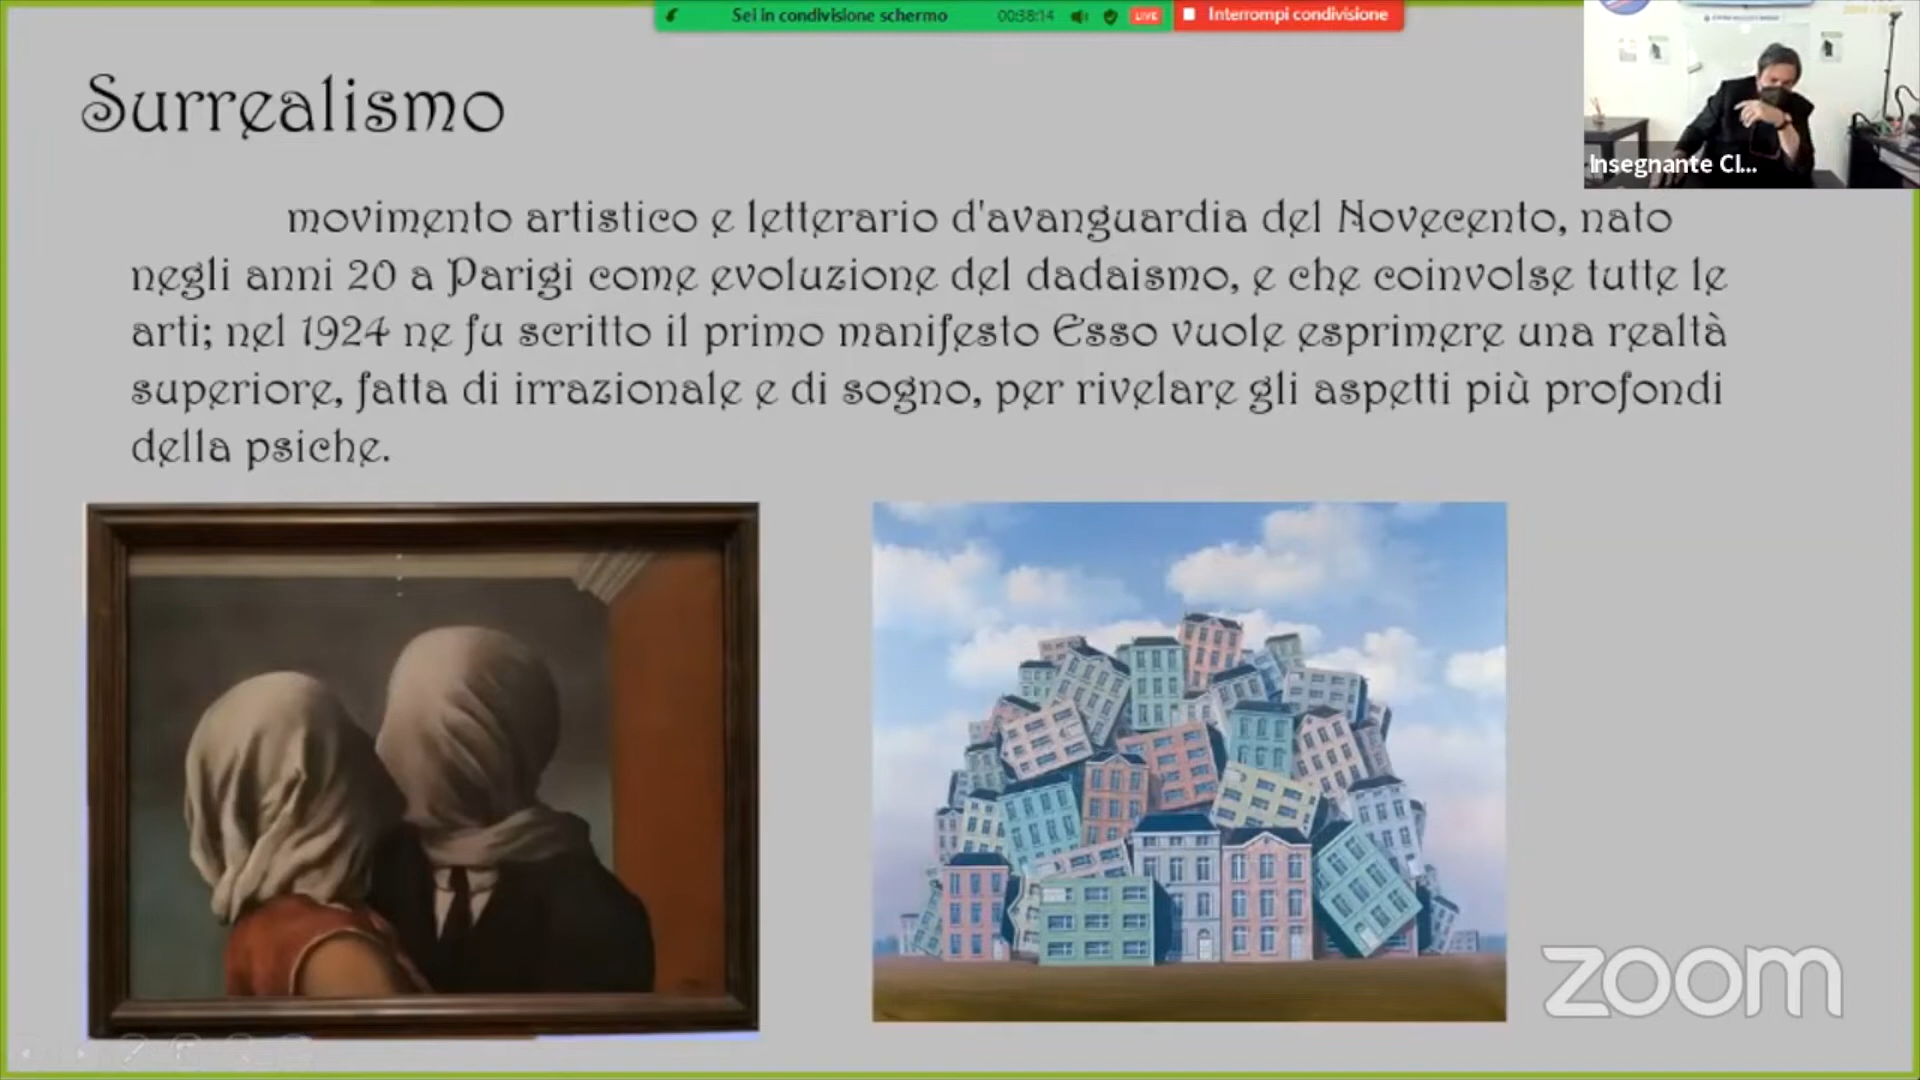 Sei in condivisione schermo 00:38:14 LIVE Interrompi condivisione
Surrealismo
Insegnante Cl...
movimento artistico e letterario d'avanguardia del Novecento, nato
negli anni 20 a Parigi come evoluzione del dadaismo, e che coinvolse tutte le
arti; nel 1924 ne fu scritto il primo manifesto Esso vuole esprimere una realtà
superiore, fatta di irrazionale e di sogno, per rivelare gli aspetti più profondi
della psiche.
zoom